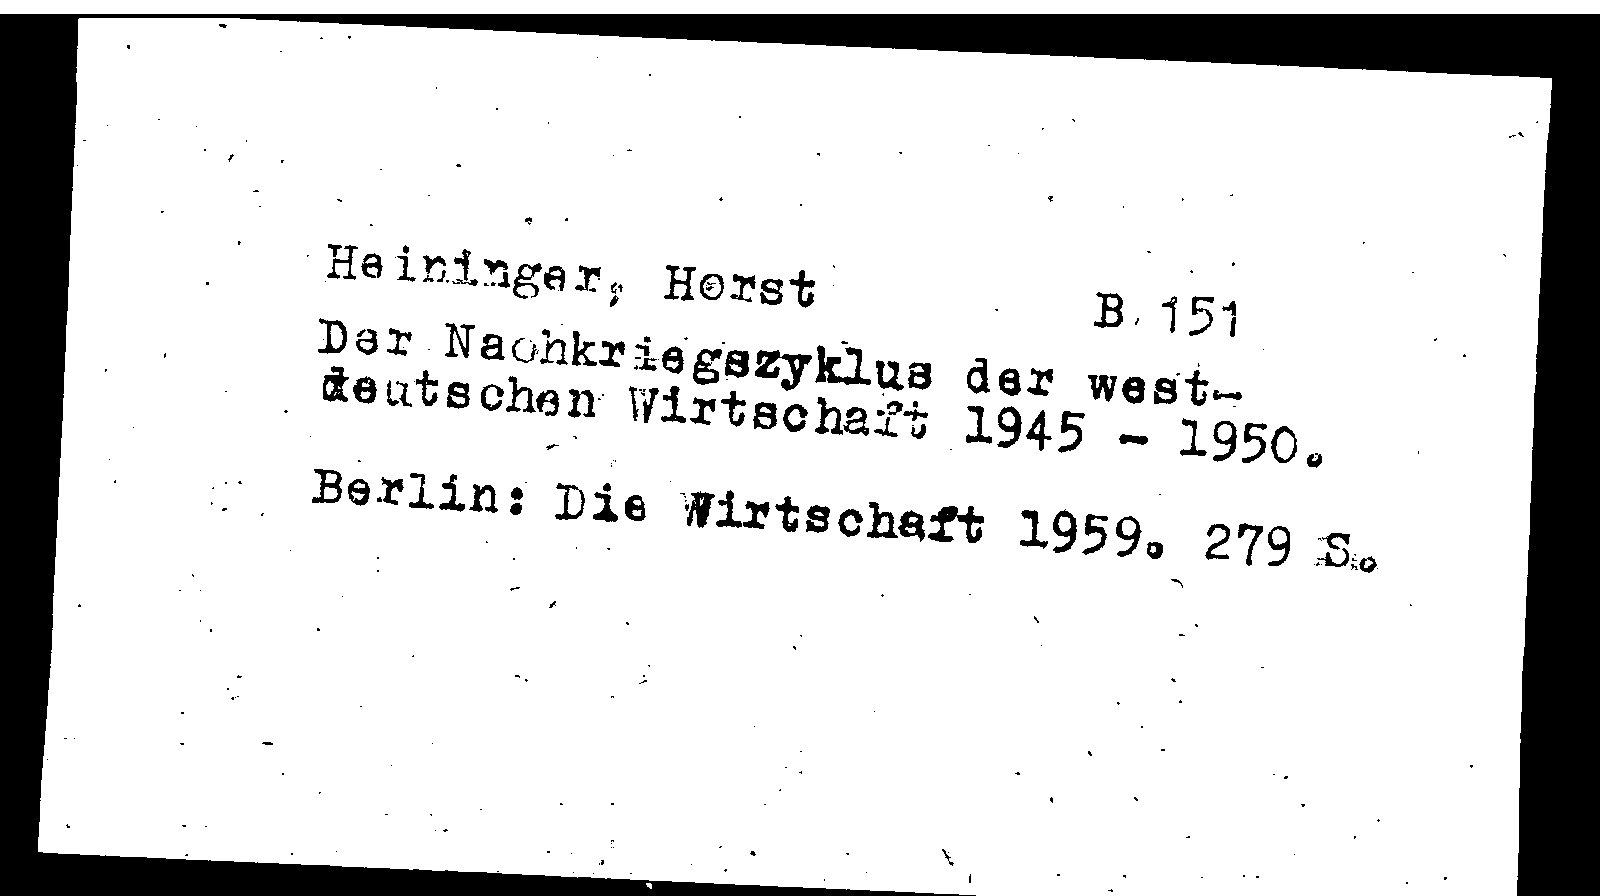 Heininger, Horst
B. 151
Der Nachkriegszyklus der west-
deutschen Wirtschaft 1945 - 1950.
Berlin: Die Wirtschaft 1959. 279 S.